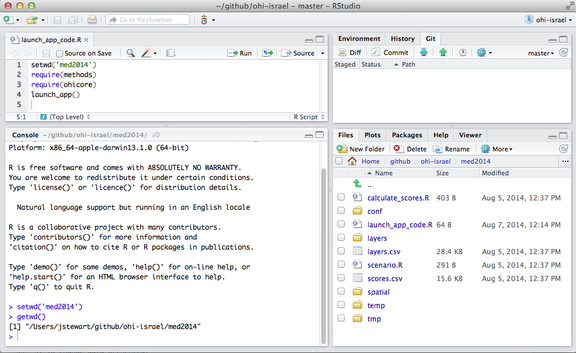 ~/github/ohi-israel - master - RStudio
Go to file/function
ohi-israel
launch_app_code.R
Source on Save
Run
Source
1 setwd('med2014')
2 require(methods)
3 require(ohicore)
4 launch_app()
5
5:1
(Top Level)
R Script
Console ~/github/ohi-israel/med2014/
Platform: x86_64-apple-darwin13.1.0 (64-bit)
R is free software and comes with ABSOLUTELY NO WARRANTY.
You are welcome to redistribute it under certain conditions.
Type 'license()' or 'licence()' for distribution details.
Natural language support but running in an English locale
R is a collaborative project with many contributors.
Type 'contributors()' for more information and
'citation()' on how to cite R or R packages in publications.
Type 'demo()' for some demos, 'help()' for on-line help, or
'help.start()' for an HTML browser interface to help.
Type 'q()' to quit R.
> setwd('med2014')
> getwd()
[1] "/Users/jstewart/github/ohi-israel/med2014"
>
Environment History Git
Diff Commit More master
Staged Status Path
Files Plots Packages Help Viewer
New Folder Delete Rename More
Home github ohi-israel med2014
Name Size Modified
..
calculate_scores.R 403 B Aug 5, 2014, 12:37 PM
conf
launch_app_code.R 64 B Aug 7, 2014, 12:14 PM
layers
layers.csv 28.4 KB Aug 5, 2014, 12:37 PM
scenario.R 291 B Aug 5, 2014, 12:37 PM
scores.csv 15.6 KB Aug 5, 2014, 12:37 PM
spatial
temp
tmp